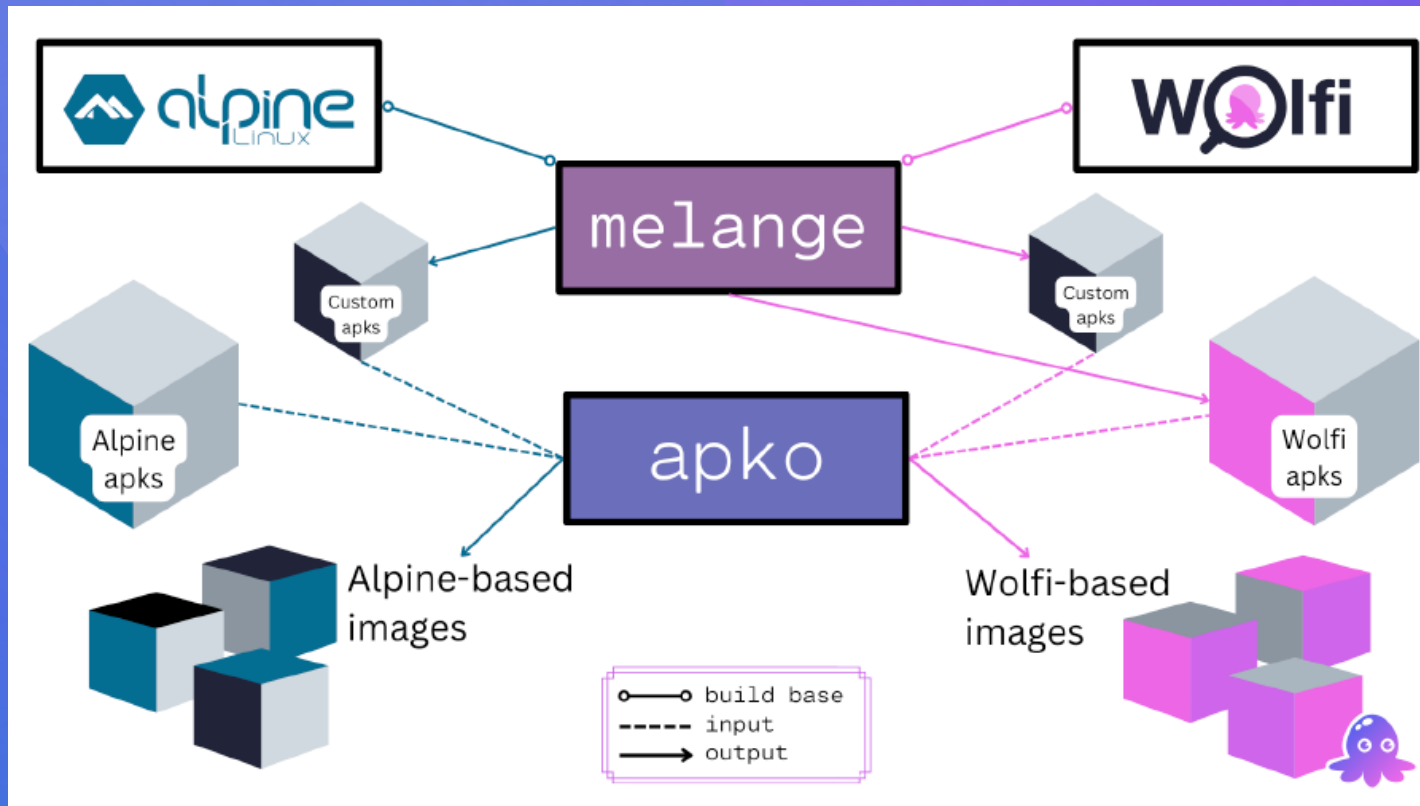 alpine
Linux
Wolfi
melange
Custom
apks
Custom
apks
Alpine
apks
apko
Wolfi
apks
Alpine-based
images
Wolfi-based
images
build base
input
output